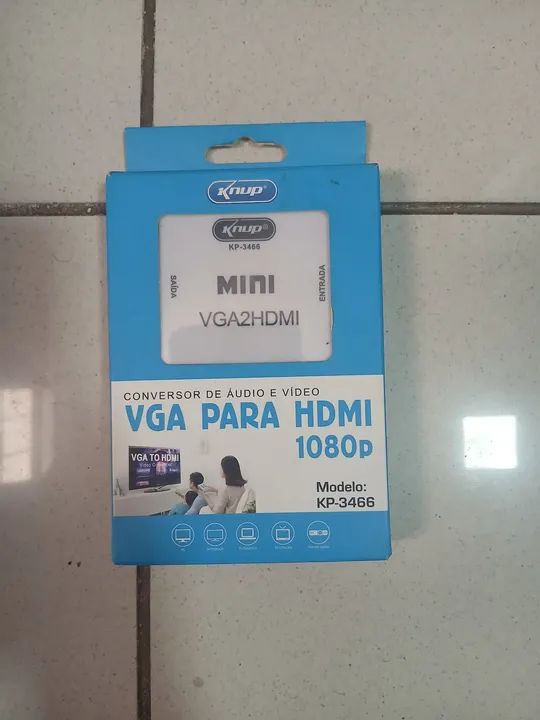 Knup®
Knup®
KP-3466
MINI
VGA2HDMI
SAÍDA
ENTRADA
CONVERSOR DE ÁUDIO E VÍDEO
VGA PARA HDMI
1080p
VGA TO HDMI
Modelo:
KP-3466